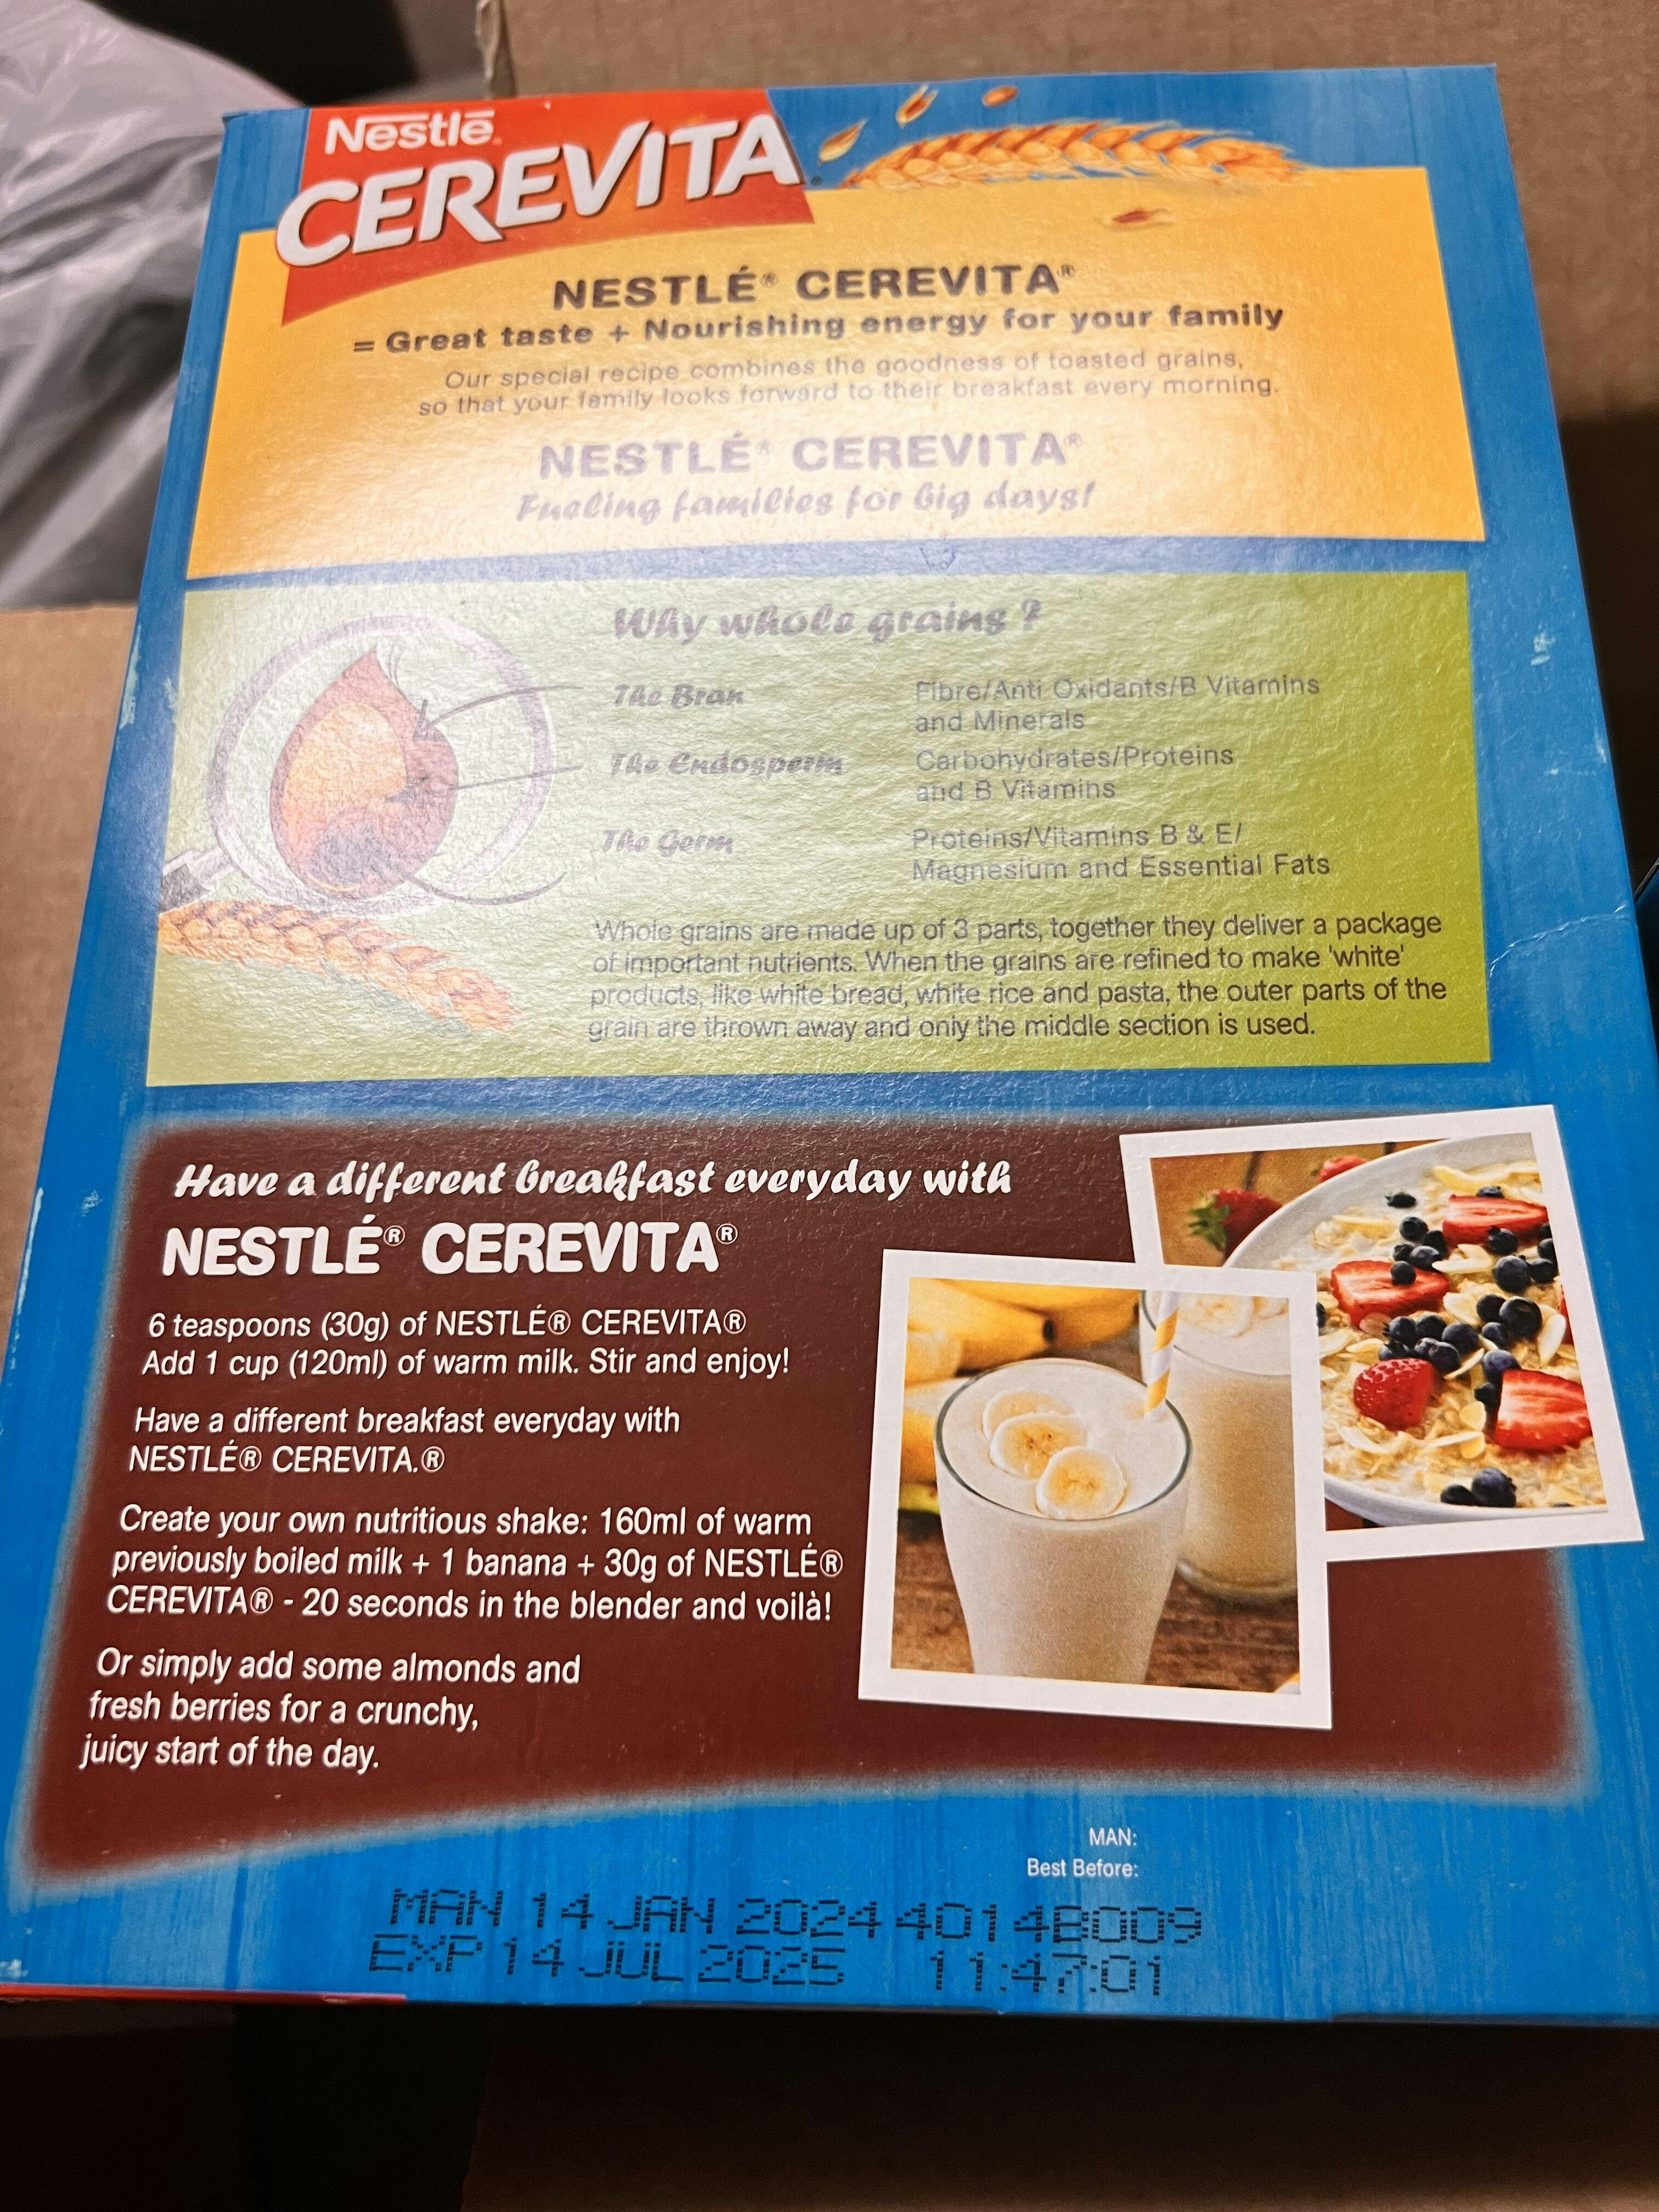 Nestlé
CEREVITA
NESTLÉ® CEREVITA®
= Great taste + Nourishing energy for your family
Our special recipe combines the goodness of toasted grains,
so that your family looks forward to their breakfast every morning.
NESTLÉ® CEREVITA®
Fueling families for big days!
Why whole grains ?
The Bran
Fibre/Anti Oxidants/B Vitamins
and Minerals
The Endosperm
Carbohydrates/Proteins
and B Vitamins
The Germ
Proteins/Vitamins B & E/
Magnesium and Essential Fats
Whole grains are made up of 3 parts, together they deliver a package
of important nutrients. When the grains are refined to make 'white'
products, like white bread, white rice and pasta, the outer parts of the
grain are thrown away and only the middle section is used.
Have a different breakfast everyday with
NESTLÉ® CEREVITA®
6 teaspoons (30g) of NESTLÉ® CEREVITA®
Add 1 cup (120ml) of warm milk. Stir and enjoy!
Have a different breakfast everyday with
NESTLÉ® CEREVITA.®
Create your own nutritious shake: 160ml of warm
previously boiled milk + 1 banana + 30g of NESTLÉ®
CEREVITA® - 20 seconds in the blender and voilà!
Or simply add some almonds and
fresh berries for a crunchy,
juicy start of the day.
MAN:
Best Before:
MAN 14 JAN 2024 4014B009
EXP 14 JUL 2025 11:47:01